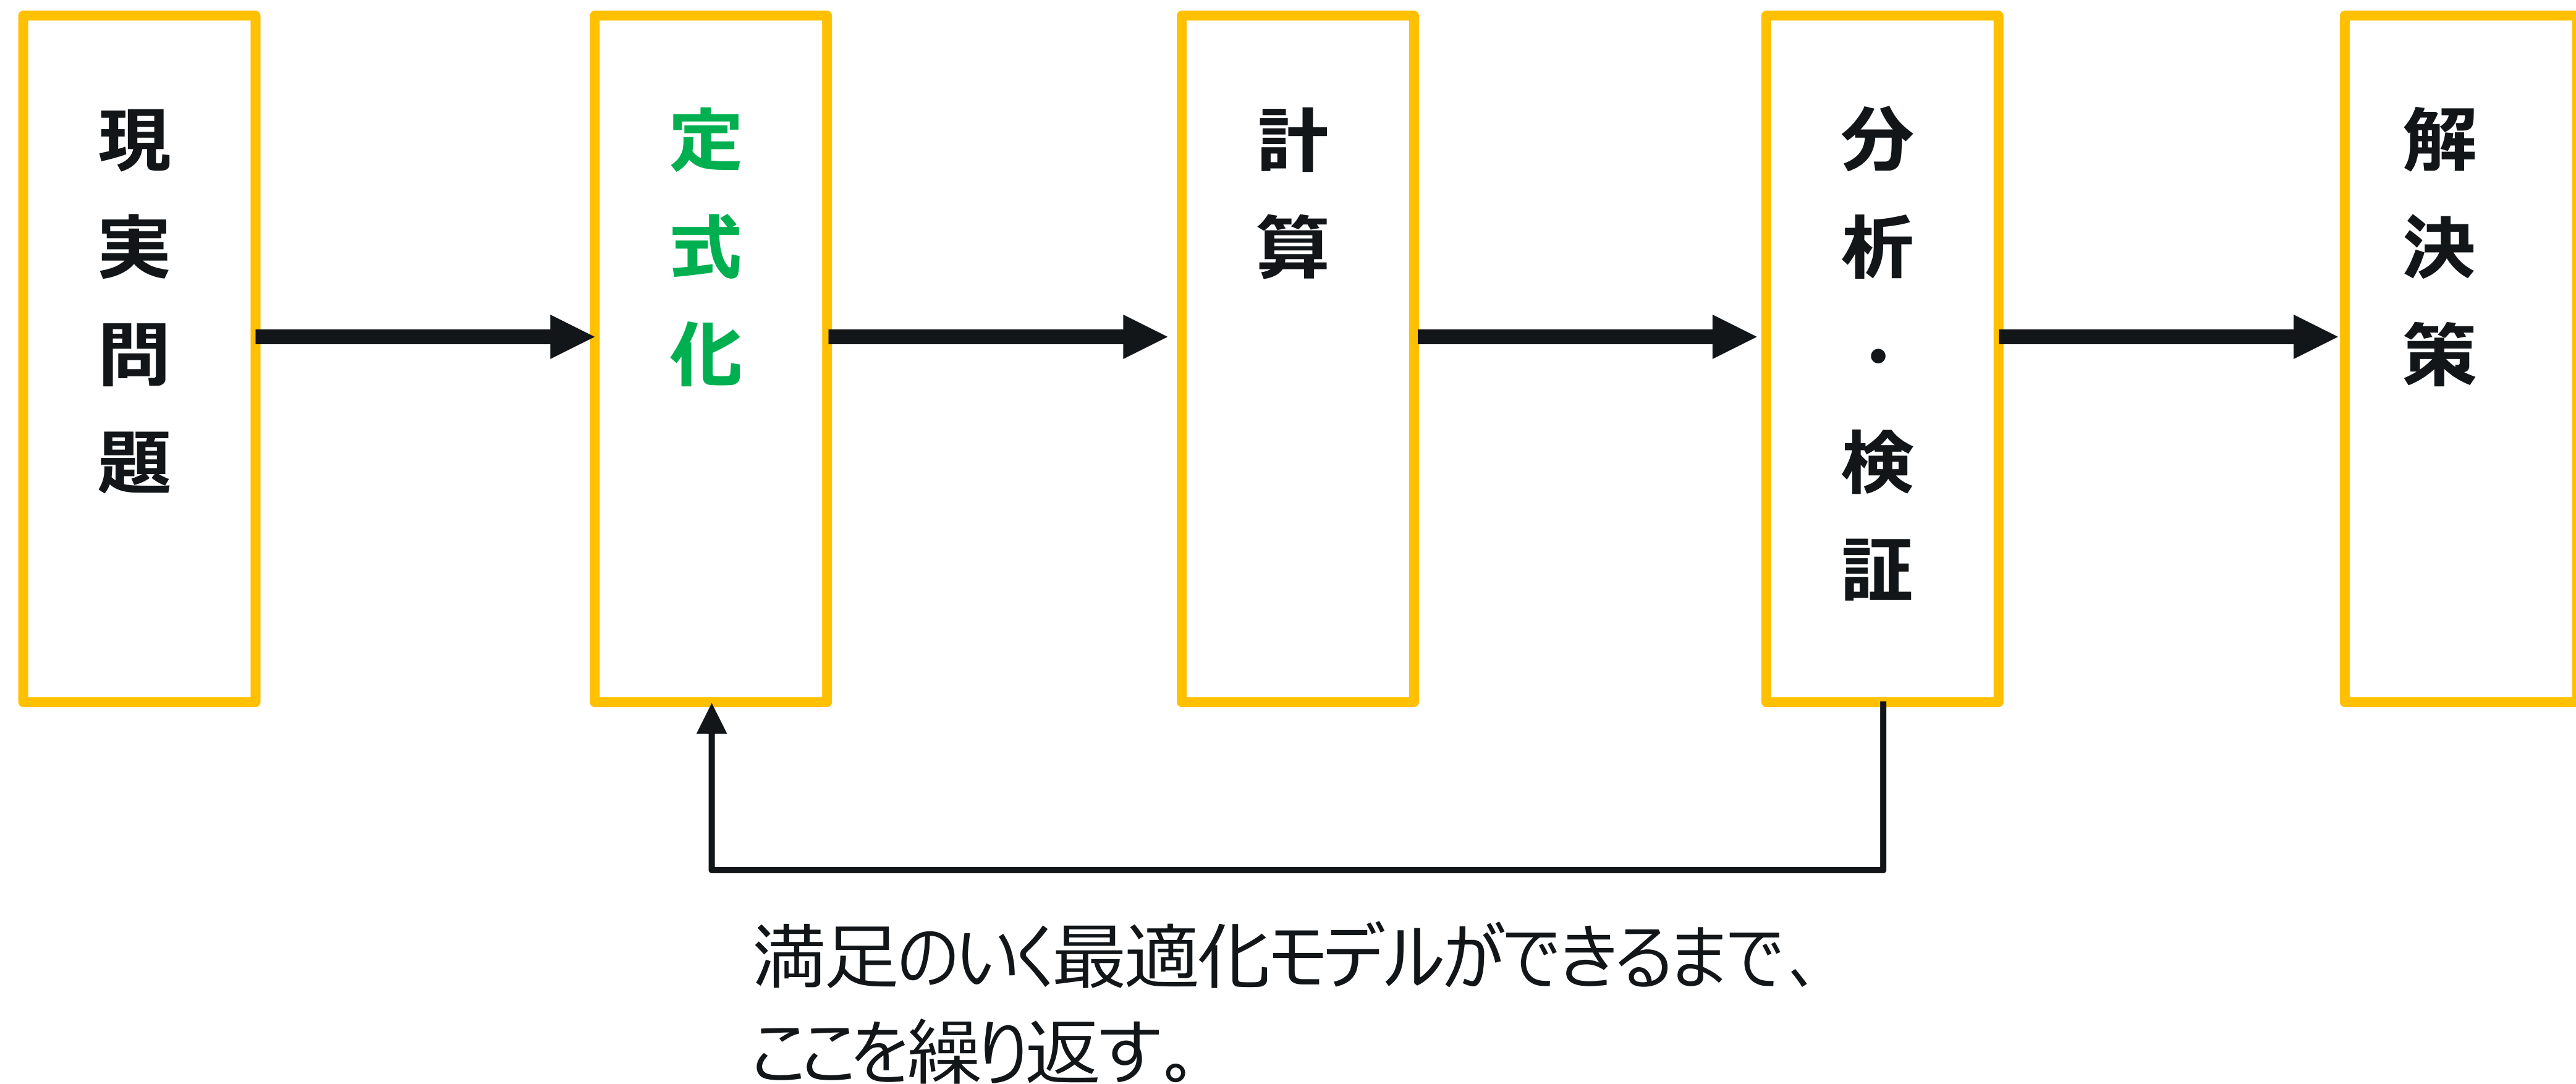 現実問題
定式化
計算
分析・検証
解決策
満足のいく最適化モデルができるまで、
ここを繰り返す。